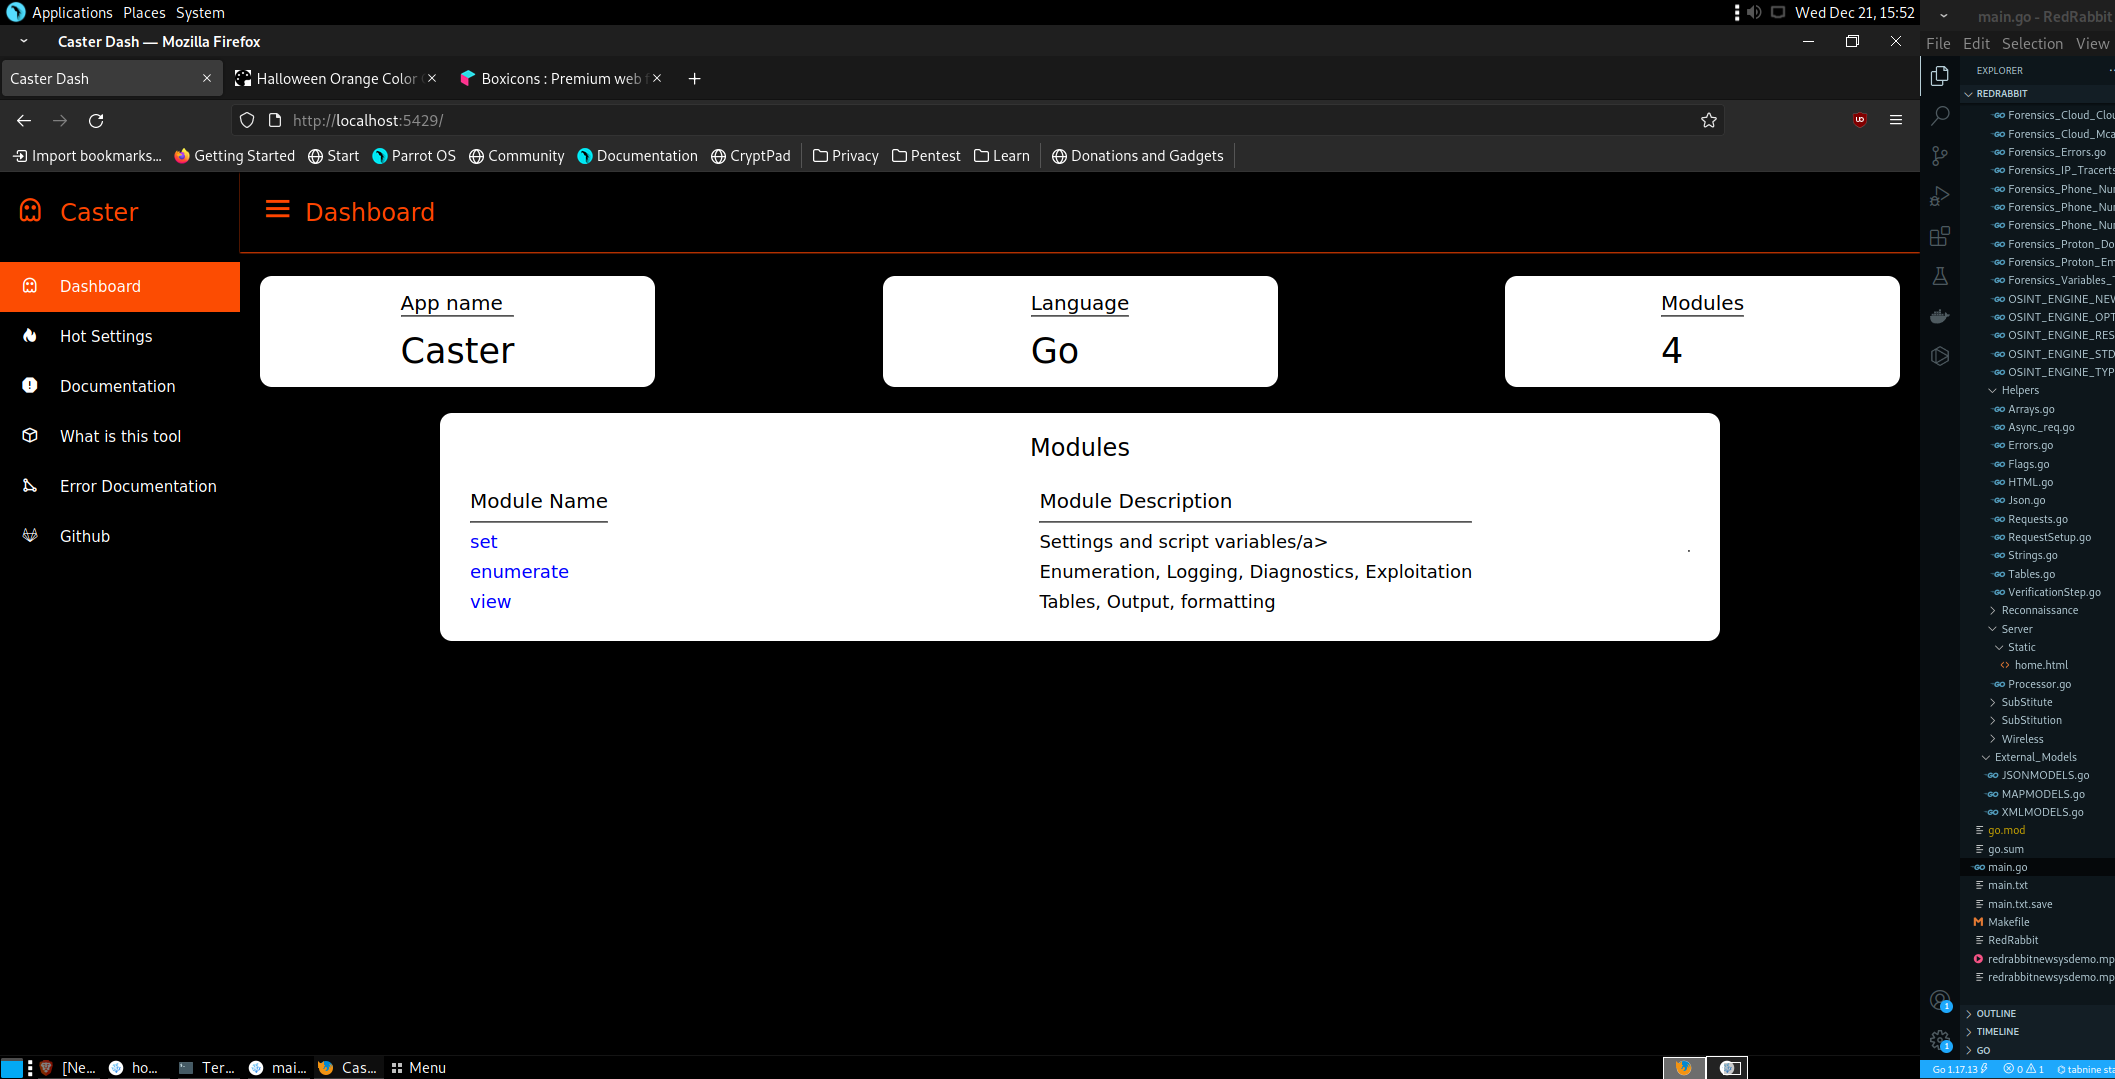 Applications Places System
Wed Dec 21, 15:52
Caster Dash — Mozilla Firefox
Caster Dash
Halloween Orange Color
Boxicons : Premium web
http://localhost:5429/
Import bookmarks...
Getting Started
Start
Parrot OS
Community
Documentation
CryptPad
Privacy
Pentest
Learn
Donations and Gadgets
Caster
Dashboard
Dashboard
Hot Settings
Documentation
What is this tool
Error Documentation
Github
App name
Caster
Language
Go
Modules
4
Modules
Module Name
Module Description
set
Settings and script variables/a>
enumerate
Enumeration, Logging, Diagnostics, Exploitation
view
Tables, Output, formatting
main.go - RedRabbit
File Edit Selection View
EXPLORER
REDRABBIT
Forensics_Cloud_Clou
Forensics_Cloud_Mca
Forensics_Errors.go
Forensics_IP_Tracerts
Forensics_Phone_Nu
Forensics_Phone_Nu
Forensics_Phone_Nu
Forensics_Proton_Do
Forensics_Proton_Em
Forensics_Variables_
OSINT_ENGINE_NEW
OSINT_ENGINE_OPT
OSINT_ENGINE_RES
OSINT_ENGINE_STD
OSINT_ENGINE_TYP
Helpers
Arrays.go
Async_req.go
Errors.go
Flags.go
HTML.go
Json.go
Requests.go
RequestSetup.go
Strings.go
Tables.go
VerificationStep.go
Reconnaissance
Server
Static
home.html
Processor.go
SubStitute
SubStitution
Wireless
External_Models
JSONMODELS.go
MAPMODELS.go
XMLMODELS.go
go.mod
go.sum
main.go
main.txt
main.txt.save
Makefile
RedRabbit
redrabbitnewsysdemo.mp
redrabbitnewsysdemo.mp
OUTLINE
TIMELINE
GO
Go 1.17.13
0
1
tabnine sta
[Ne...
ho...
Ter...
mai...
Cas...
Menu